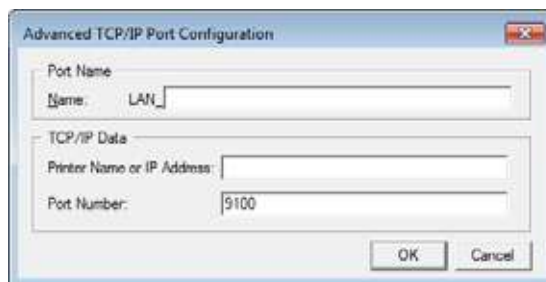 Advanced TCP/IP Port Configuration
Port Name
Name: LAN_
TCP/IP Data
Printer Name or IP Address:
Port Number: 9100
OK Cancel